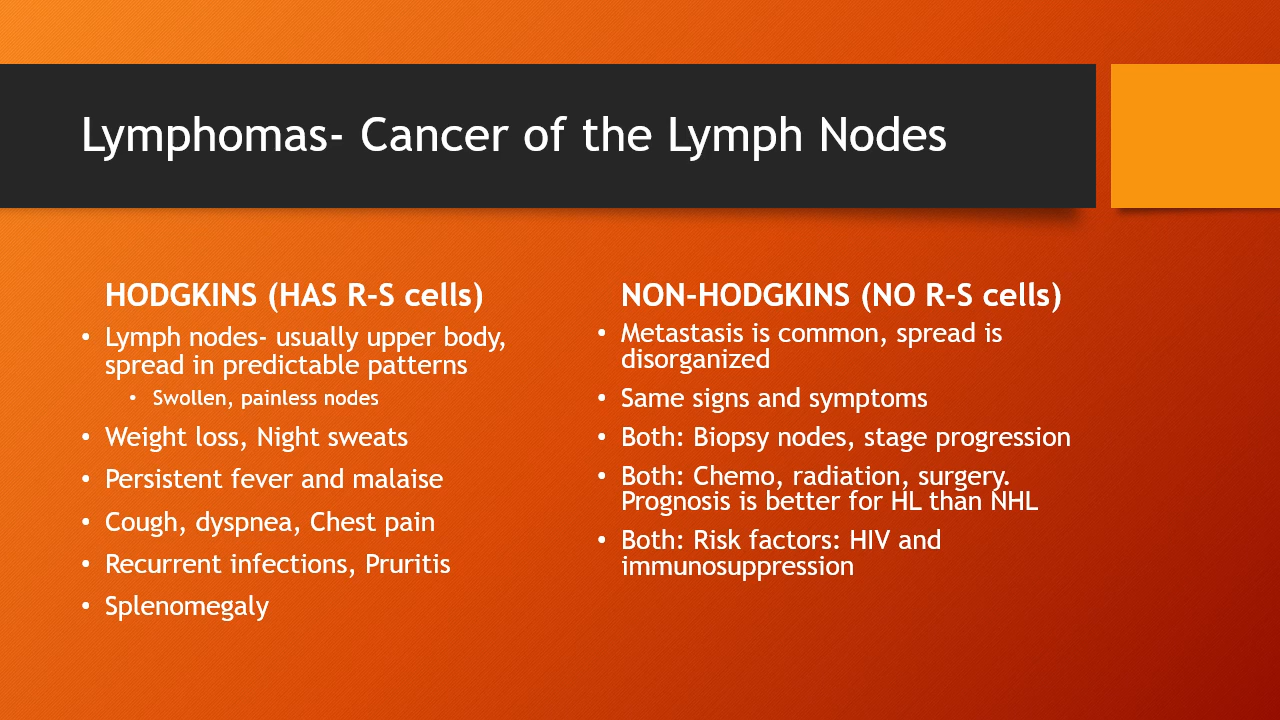 Lymphomas- Cancer of the Lymph Nodes
HODGKINS (HAS R-S cells)
• Lymph nodes- usually upper body,
spread in predictable patterns
• Swollen, painless nodes
• Weight loss, Night sweats
• Persistent fever and malaise
• Cough, dyspnea, Chest pain
• Recurrent infections, Pruritis
• Splenomegaly
NON-HODGKINS (NO R-S cells)
• Metastasis is common, spread is
disorganized
• Same signs and symptoms
• Both: Biopsy nodes, stage progression
• Both: Chemo, radiation, surgery.
Prognosis is better for HL than NHL
• Both: Risk factors: HIV and
immunosuppression